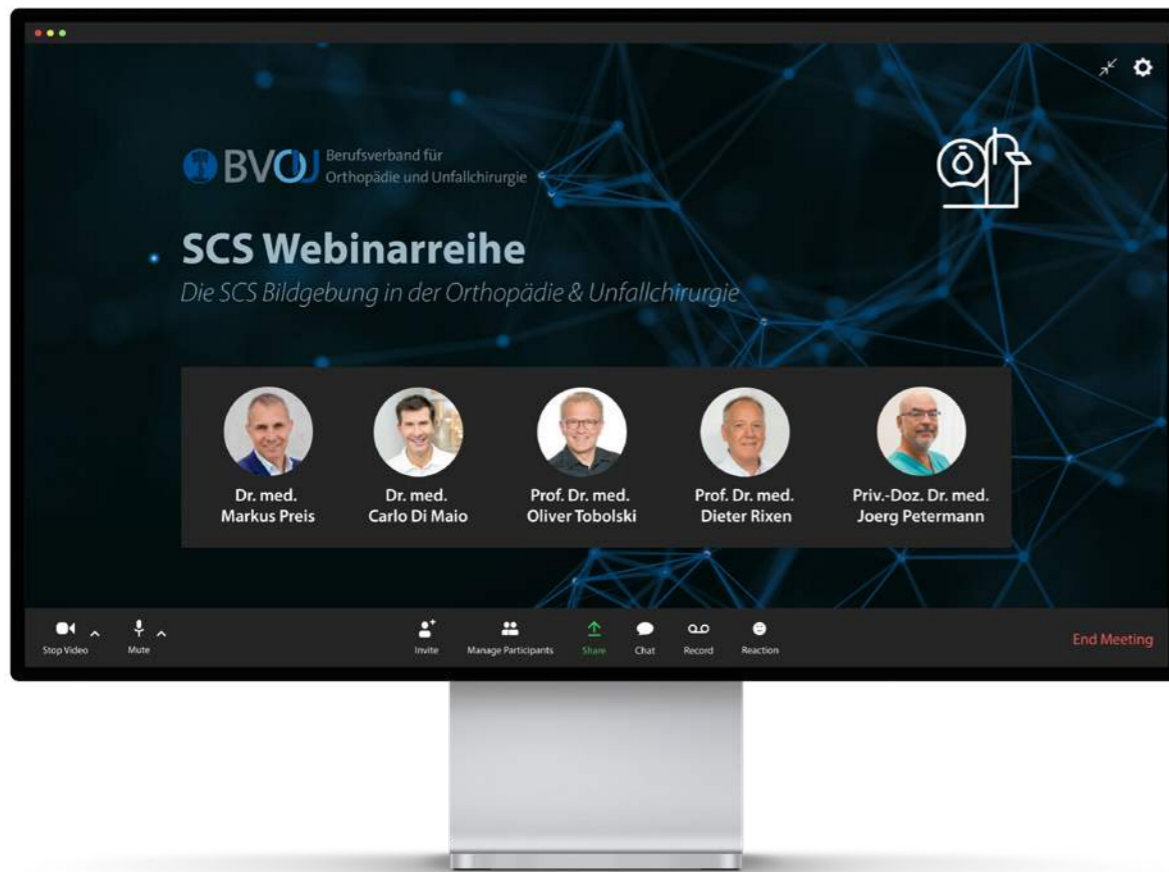 BVOU Berufsverband für
Orthopädie und Unfallchirurgie
SCS Webinarreihe
Die SCS Bildgebung in der Orthopädie & Unfallchirurgie
Dr. med.
Markus Preis
Dr. med.
Carlo Di Maio
Prof. Dr. med.
Oliver Tobolski
Prof. Dr. med.
Dieter Rixen
Priv.-Doz. Dr. med.
Joerg Petermann
Stop Video
Mute
Invite
Manage Participants
Share
Chat
Record
Reaction
End Meeting